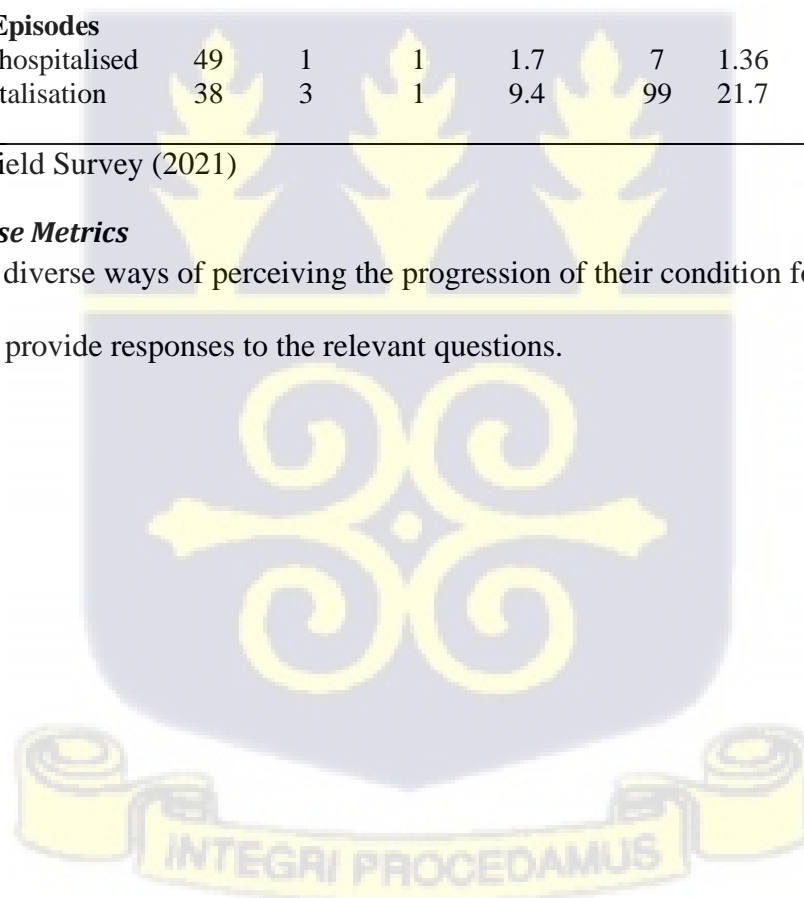 Episodes
hospitalised 49 1 1 1.7 7 1.36
talisation 38 3 1 9.4 99 21.7
ield Survey (2021)
se Metrics
diverse ways of perceiving the progression of their condition fo
provide responses to the relevant questions.
INTEGRI PROCEDAMUS